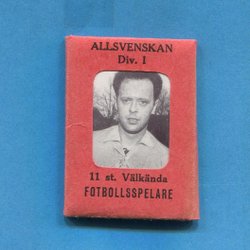 ALLSVENSKAN
Div. I
11 st. Välkända
FOTBOLLSSPELARE